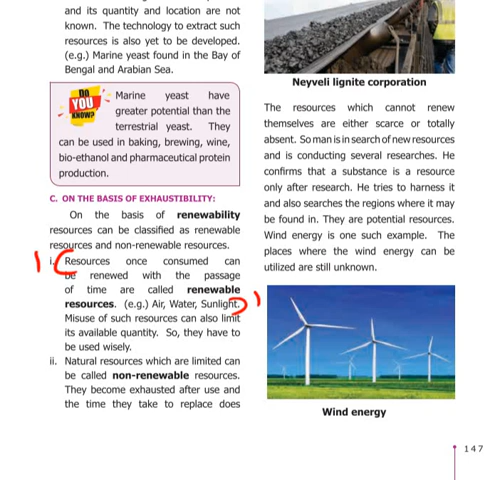 and its quantity and location are not
known. The technology to extract such
resources is also yet to be developed.
(e.g.) Marine yeast found in the Bay of
Bengal and Arabian Sea.
DO
YOU
KNOW?
Marine yeast have
greater potential than the
terrestrial yeast. They
can be used in baking, brewing, wine,
bio-ethanol and pharmaceutical protein
production.
C. ON THE BASIS OF EXHAUSTIBILITY:
On the basis of renewability
resources can be classified as renewable
resources and non-renewable resources.
i. Resources once consumed can
be renewed with the passage
of time are called renewable
resources. (e.g.) Air, Water, Sunlight.
Misuse of such resources can also limit
its available quantity. So, they have to
be used wisely.
ii. Natural resources which are limited can
be called non-renewable resources.
They become exhausted after use and
the time they take to replace does
Neyveli lignite corporation
The resources which cannot renew
themselves are either scarce or totally
absent. So man is in search of new resources
and is conducting several researches. He
confirms that a substance is a resource
only after research. He tries to harness it
and also searches the regions where it may
be found in. They are potential resources.
Wind energy is one such example. The
places where the wind energy can be
utilized are still unknown.
Wind energy
147